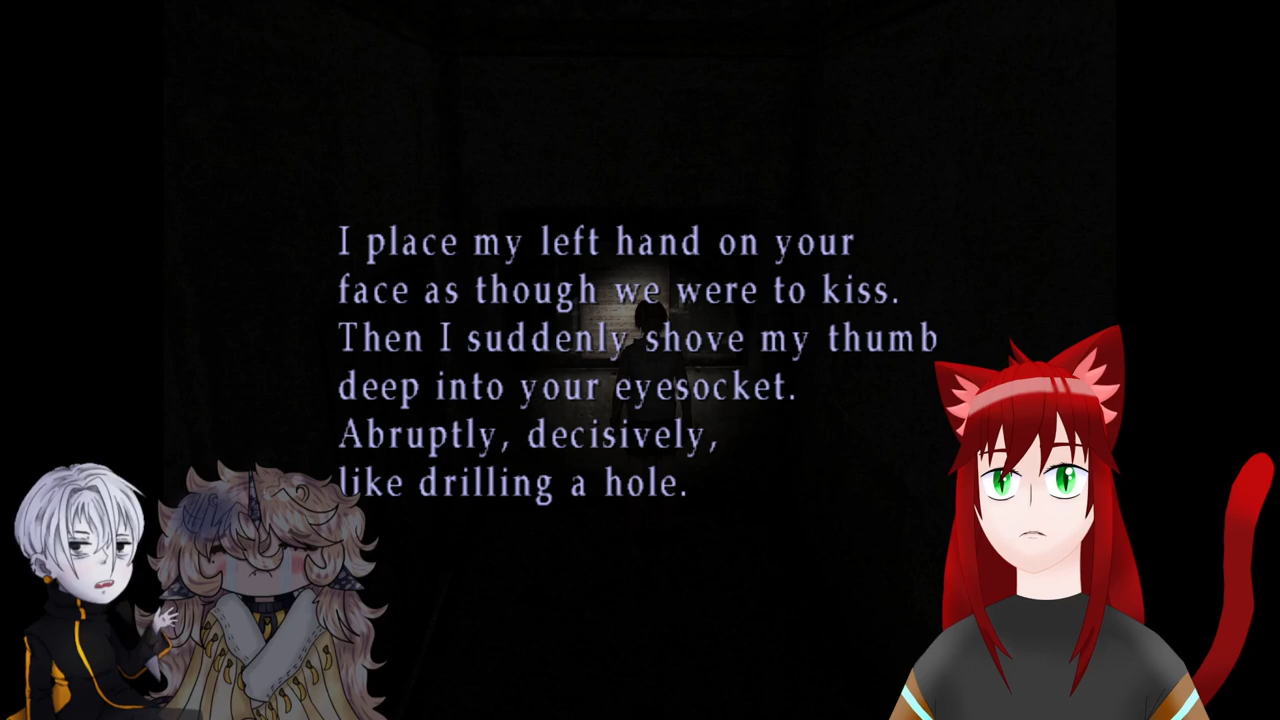 I place my left hand on your
face as though we were to kiss.
Then I suddenly shove my thumb
deep into your eyesocket.
Abruptly, decisively,
like drilling a hole.